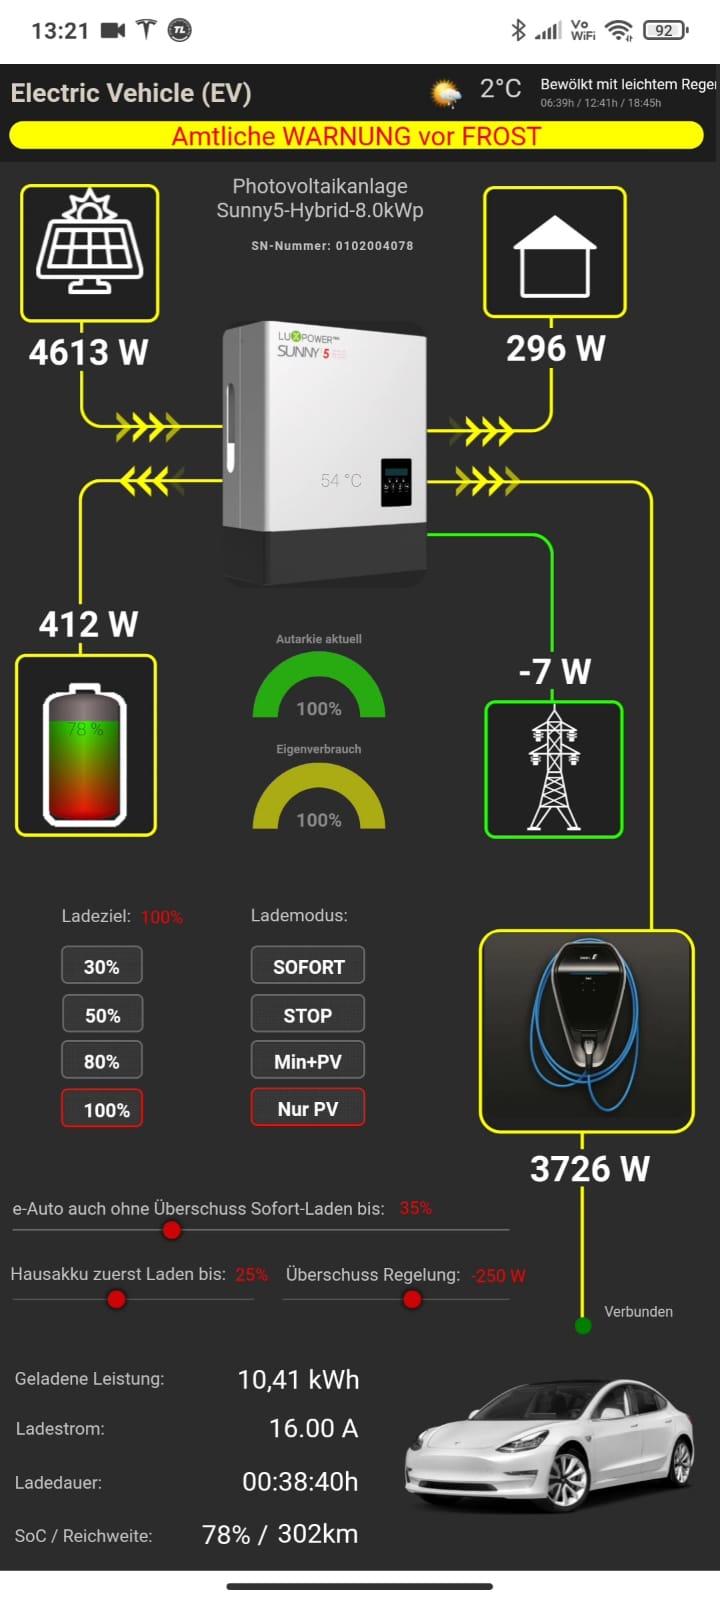 13:21
Vo
WiFi
92
Electric Vehicle (EV)
2°C
Bewölkt mit leichtem Reger
06:39h / 12:41h / 18:45h
Amtliche WARNUNG vor FROST
Photovoltaikanlage
Sunny5-Hybrid-8.0kWp
SN-Nummer: 0102004078
4613 W
296 W
LUXPOWER
SUNNY 5
54 °C
412 W
-7 W
78 %
Autarkie aktuell
100%
Eigenverbrauch
100%
Ladeziel: 100%
Lademodus:
30%
SOFORT
50%
STOP
80%
Min+PV
100%
Nur PV
3726 W
e-Auto auch ohne Überschuss Sofort-Laden bis: 35%
Hausakku zuerst Laden bis: 25%
Überschuss Regelung: -250 W
Verbunden
Geladene Leistung: 10,41 kWh
Ladestrom: 16.00 A
Ladedauer: 00:38:40h
SoC / Reichweite: 78% / 302km